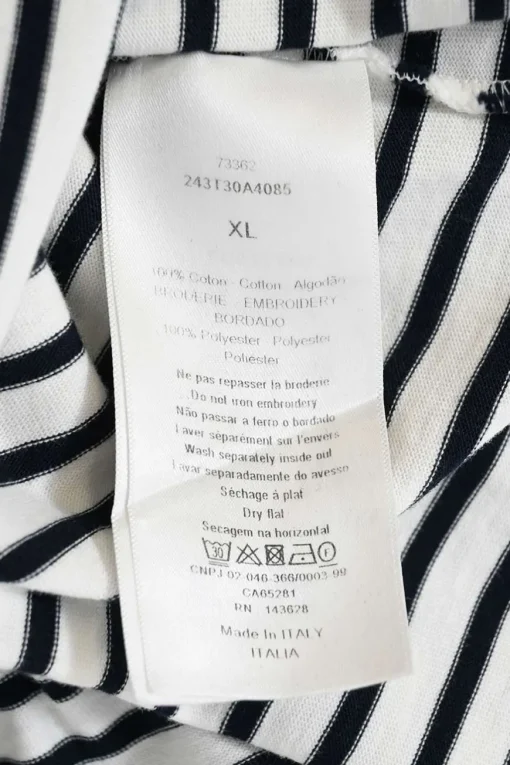 73362
243T30A4085
XL
100% Coton Cotton Algodão
BRODERIE EMBROIDERY
BORDADO
100% Polyester Polyester
Poliester
Ne pas repasser la broderie
Do not iron embroidery
Não passar a ferro o bordado
Laver séparément sur l'envers
Wash separately inside out
Lavar separadamente do avesso
Séchage à plat
Dry flat
Secagem na horizontal
30 F
CNPJ 02-046-366/0003-99
CA65281
RN 143628
Made In ITALY
ITALIA